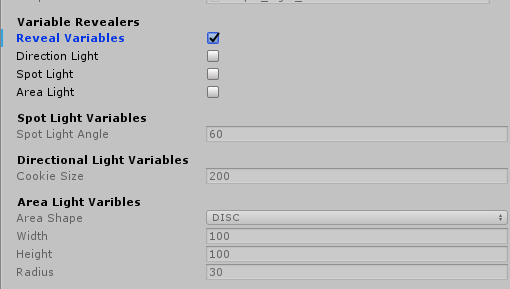 Variable Revealers
Reveal Variables
Direction Light
Spot Light
Area Light
Spot Light Variables
Spot Light Angle 60
Directional Light Variables
Cookie Size 200
Area Light Varibles
Area Shape DISC
Width 100
Height 100
Radius 30